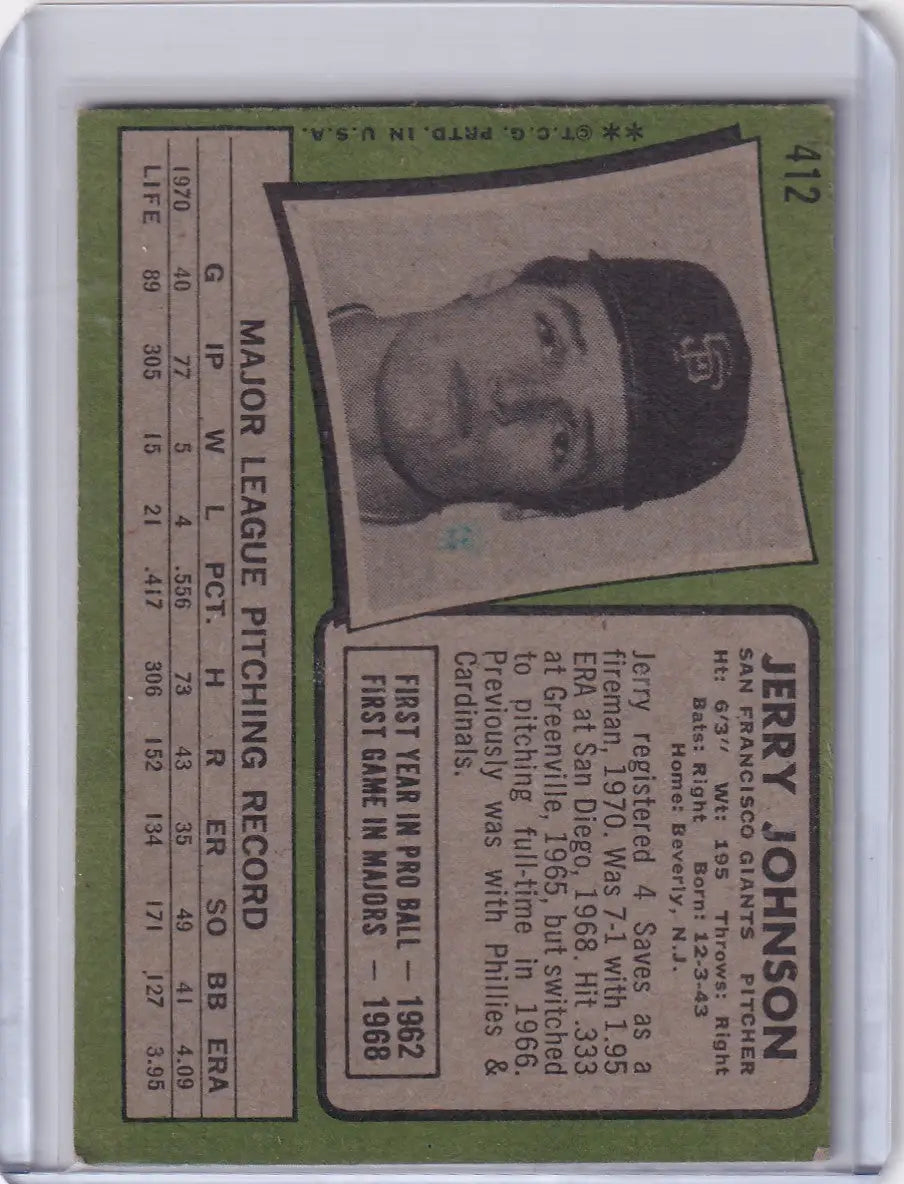 412
**©T.C.G. PRTD. IN U.S.A.
SF
JERRY JOHNSON
SAN FRANCISCO GIANTS PITCHER
Ht: 6'3" Wt: 195 Throws: Right
Bats: Right Born: 12-3-43
Home: Beverly, N.J.
Jerry registered 4 Saves as a
fireman, 1970. Was 7-1 with 1.95
ERA at San Diego, 1968. Hit .333
at Greenville, 1965, but switched
to pitching full-time in 1966.
Previously was with Phillies &
Cardinals.
FIRST YEAR IN PRO BALL — 1962
FIRST GAME IN MAJORS — 1968
MAJOR LEAGUE PITCHING RECORD
G IP W L PCT. H R ER SO BB ERA
1970 40 77 5 4 .556 73 43 35 49 41 4.09
LIFE 89 305 15 21 .417 306 152 134 171 127 3.95